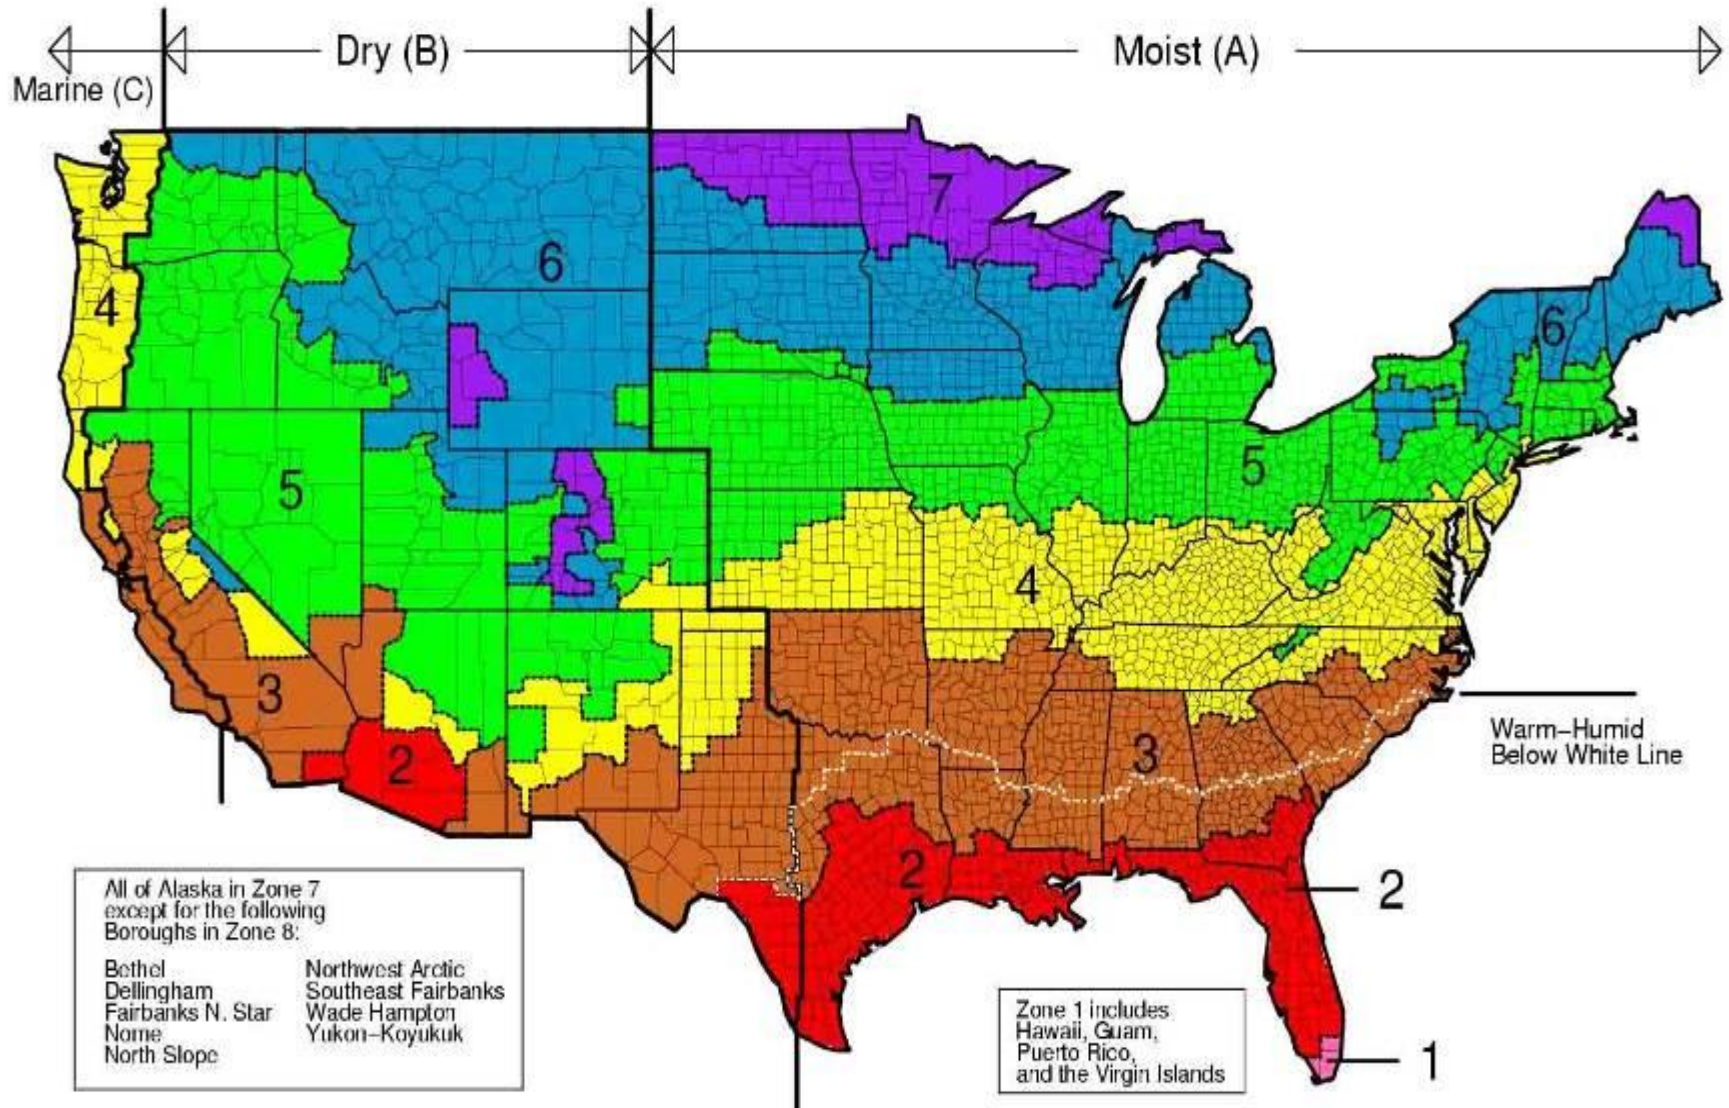 Dry (B)
Moist (A)
Marine (C)
7
6
4
6
5
5
4
3
3
2
2
Warm-Humid
Below White Line
2
1
All of Alaska in Zone 7
except for the following
Boroughs in Zone 8:
Bethel
Dellingham
Fairbanks N. Star
Nome
North Slope
Northwest Arctic
Southeast Fairbanks
Wade Hampton
Yukon-Koyukuk
Zone 1 includes
Hawaii, Guam,
Puerto Rico,
and the Virgin Islands